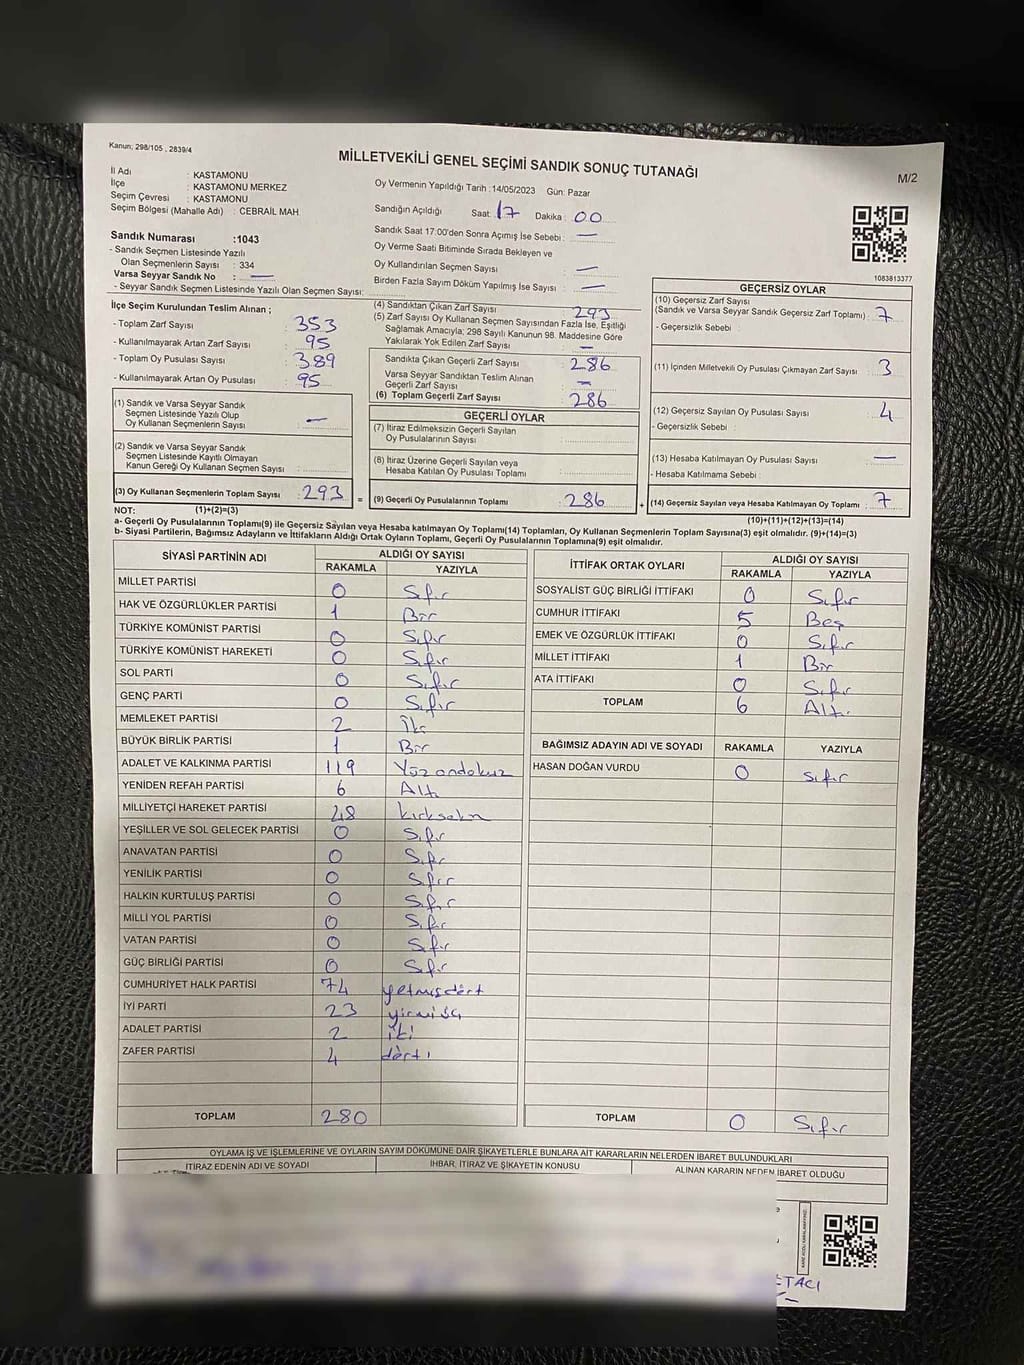 Kanun; 298/105 , 2839/4
MİLLETVEKİLİ GENEL SEÇİMİ SANDIK SONUÇ TUTANAĞI
M/2
İl Adı : KASTAMONU
İlçe : KASTAMONU MERKEZ
Seçim Çevresi : KASTAMONU
Seçim Bölgesi (Mahalle Adı) : CEBRAİL MAH
Oy Vermenin Yapıldığı Tarih :14/05/2023 Gün: Pazar
Sandığın Açıldığı Saat: 17 Dakika: 00
Sandık Saat 17:00'den Sonra Açımış İse Sebebi: —
Oy Verme Saati Bitiminde Sırada Bekleyen ve
Oy Kullandırılan Seçmen Sayısı : —
Birden Fazla Sayım Döküm Yapılmış İse Sayısı : —
Sandık Numarası :1043
- Sandık Seçmen Listesinde Yazılı
Olan Seçmenlerin Sayısı : 334
Varsa Seyyar Sandık No : —
- Seyyar Sandık Seçmen Listesinde Yazılı Olan Seçmen Sayısı:
1083813377
İlçe Seçim Kurulundan Teslim Alınan ;
- Toplam Zarf Sayısı : 353
- Kullanılmayarak Artan Zarf Sayısı : 95
- Toplam Oy Pusulası Sayısı : 389
- Kullanılmayarak Artan Oy Pusulası : 95
(1) Sandık ve Varsa Seyyar Sandık
Seçmen Listesinde Yazılı Olup
Oy Kullanan Seçmenlerin Sayısı : —
(2) Sandık ve Varsa Seyyar Sandık
Seçmen Listesinde Kayıtlı Olmayan
Kanun Gereği Oy Kullanan Seçmen Sayısı :
(3) Oy Kullanan Seçmenlerin Toplam Sayısı : 293 =
(4) Sandıktan Çıkan Zarf Sayısı : 293
(5) Zarf Sayısı Oy Kullanan Seçmen Sayısından Fazla İse, Eşitliği
Sağlamak Amacıyla; 298 Sayılı Kanunun 98. Maddesine Göre
Yakılarak Yok Edilen Zarf Sayısı : —
Sandıkta Çıkan Geçerli Zarf Sayısı : 286
Varsa Seyyar Sandıktan Teslim Alınan
Geçerli Zarf Sayısı : —
(6) Toplam Geçerli Zarf Sayısı : 286
GEÇERLİ OYLAR
(7) İtiraz Edilmeksizin Geçerli Sayılan
Oy Pusulalarının Sayısı :
(8) İtiraz Üzerine Geçerli Sayılan veya
Hesaba Katılan Oy Pusulası Toplamı :
(9) Geçerli Oy Pusulalarının Toplamı : 286 +
GEÇERSİZ OYLAR
(10) Geçersiz Zarf Sayısı
(Sandık ve Varsa Seyyar Sandık Geçersiz Zarf Toplamı) : 7
- Geçersizlik Sebebi :
(11) İçinden Milletvekili Oy Pusulası Çıkmayan Zarf Sayısı : 3
(12) Geçersiz Sayılan Oy Pusulası Sayısı : 4
- Geçersizlik Sebebi :
(13) Hesaba Katılmayan Oy Pusulası Sayısı : —
- Hesaba Katılmama Sebebi :
(14) Geçersiz Sayılan veya Hesaba Katılmayan Oy Toplamı : 7
NOT: (1)+(2)=(3)
(10)+(11)+(12)+(13)=(14)
a- Geçerli Oy Pusulalarının Toplamı(9) ile Geçersiz Sayılan veya Hesaba katılmayan Oy Toplamı(14) Toplamları, Oy Kullanan Seçmenlerin Toplam Sayısına(3) eşit olmalıdır. (9)+(14)=(3)
b- Siyasi Partilerin, Bağımsız Adayların ve İttifakların Aldığı Ortak Oyların Toplamı, Geçerli Oy Pusulalarının Toplamına(9) eşit olmalıdır.
SİYASİ PARTİNİN ADI ALDIĞI OY SAYISI
RAKAMLA YAZIYLA
MİLLET PARTİSİ 0 Sıfır
HAK VE ÖZGÜRLÜKLER PARTİSİ 1 Bir
TÜRKİYE KOMÜNİST PARTİSİ 0 Sıfır
TÜRKİYE KOMÜNİST HAREKETİ 0 Sıfır
SOL PARTİ 0 Sıfır
GENÇ PARTİ 0 Sıfır
MEMLEKET PARTİSİ 2 İki
BÜYÜK BİRLİK PARTİSİ 1 Bir
ADALET VE KALKINMA PARTİSİ 119 Yüzondokuz
YENİDEN REFAH PARTİSİ 6 Altı
MİLLİYETÇİ HAREKET PARTİSİ 48 kırksekiz
YEŞİLLER VE SOL GELECEK PARTİSİ 0 Sıfır
ANAVATAN PARTİSİ 0 Sıfır
YENİLİK PARTİSİ 0 Sıfır
HALKIN KURTULUŞ PARTİSİ 0 Sıfır
MİLLİ YOL PARTİSİ 0 Sıfır
VATAN PARTİSİ 0 Sıfır
GÜÇ BİRLİĞİ PARTİSİ 0 Sıfır
CUMHURİYET HALK PARTİSİ 74 yetmişdört
İYİ PARTİ 23 yirmi üç
ADALET PARTİSİ 2 iki
ZAFER PARTİSİ 4 dört
TOPLAM 280
İTTİFAK ORTAK OYLARI ALDIĞI OY SAYISI
RAKAMLA YAZIYLA
SOSYALİST GÜÇ BİRLİĞİ İTTİFAKI 0 Sıfır
CUMHUR İTTİFAKI 5 Beş
EMEK VE ÖZGÜRLÜK İTTİFAKI 0 Sıfır
MİLLET İTTİFAKI 1 Bir
ATA İTTİFAKI 0 Sıfır
TOPLAM 6 Altı
BAĞIMSIZ ADAYIN ADI VE SOYADI RAKAMLA YAZIYLA
HASAN DOĞAN VURDU 0 Sıfır
TOPLAM 0 Sıfır
OYLAMA İŞ VE İŞLEMLERİNE VE OYLARIN SAYIM DÖKÜMÜNE DAİR ŞİKAYETLERLE BUNLARA AİT KARARLARIN NELERDEN İBARET BULUNDUKLARI
İTİRAZ EDENİN ADI VE SOYADI İHBAR, İTİRAZ VE ŞİKAYETİN KONUSU ALINAN KARARIN NEDEN İBARET OLDUĞU